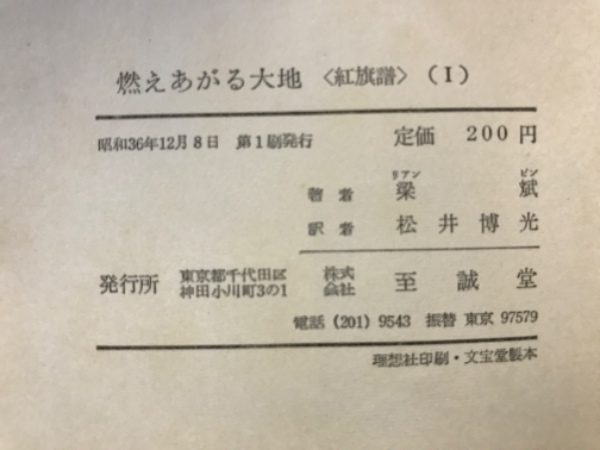 燃えあがる大地 〈紅旗譜〉 (Ⅰ)
昭和36年12月8日 第1刷発行 定価 200円
著者 梁斌
リアン ビン
訳者 松井博光
発行所 東京都千代田区神田小川町3の1 株式会社 至誠堂
電話 (201) 9543 振替 東京 97579
理想社印刷・文宝堂製本